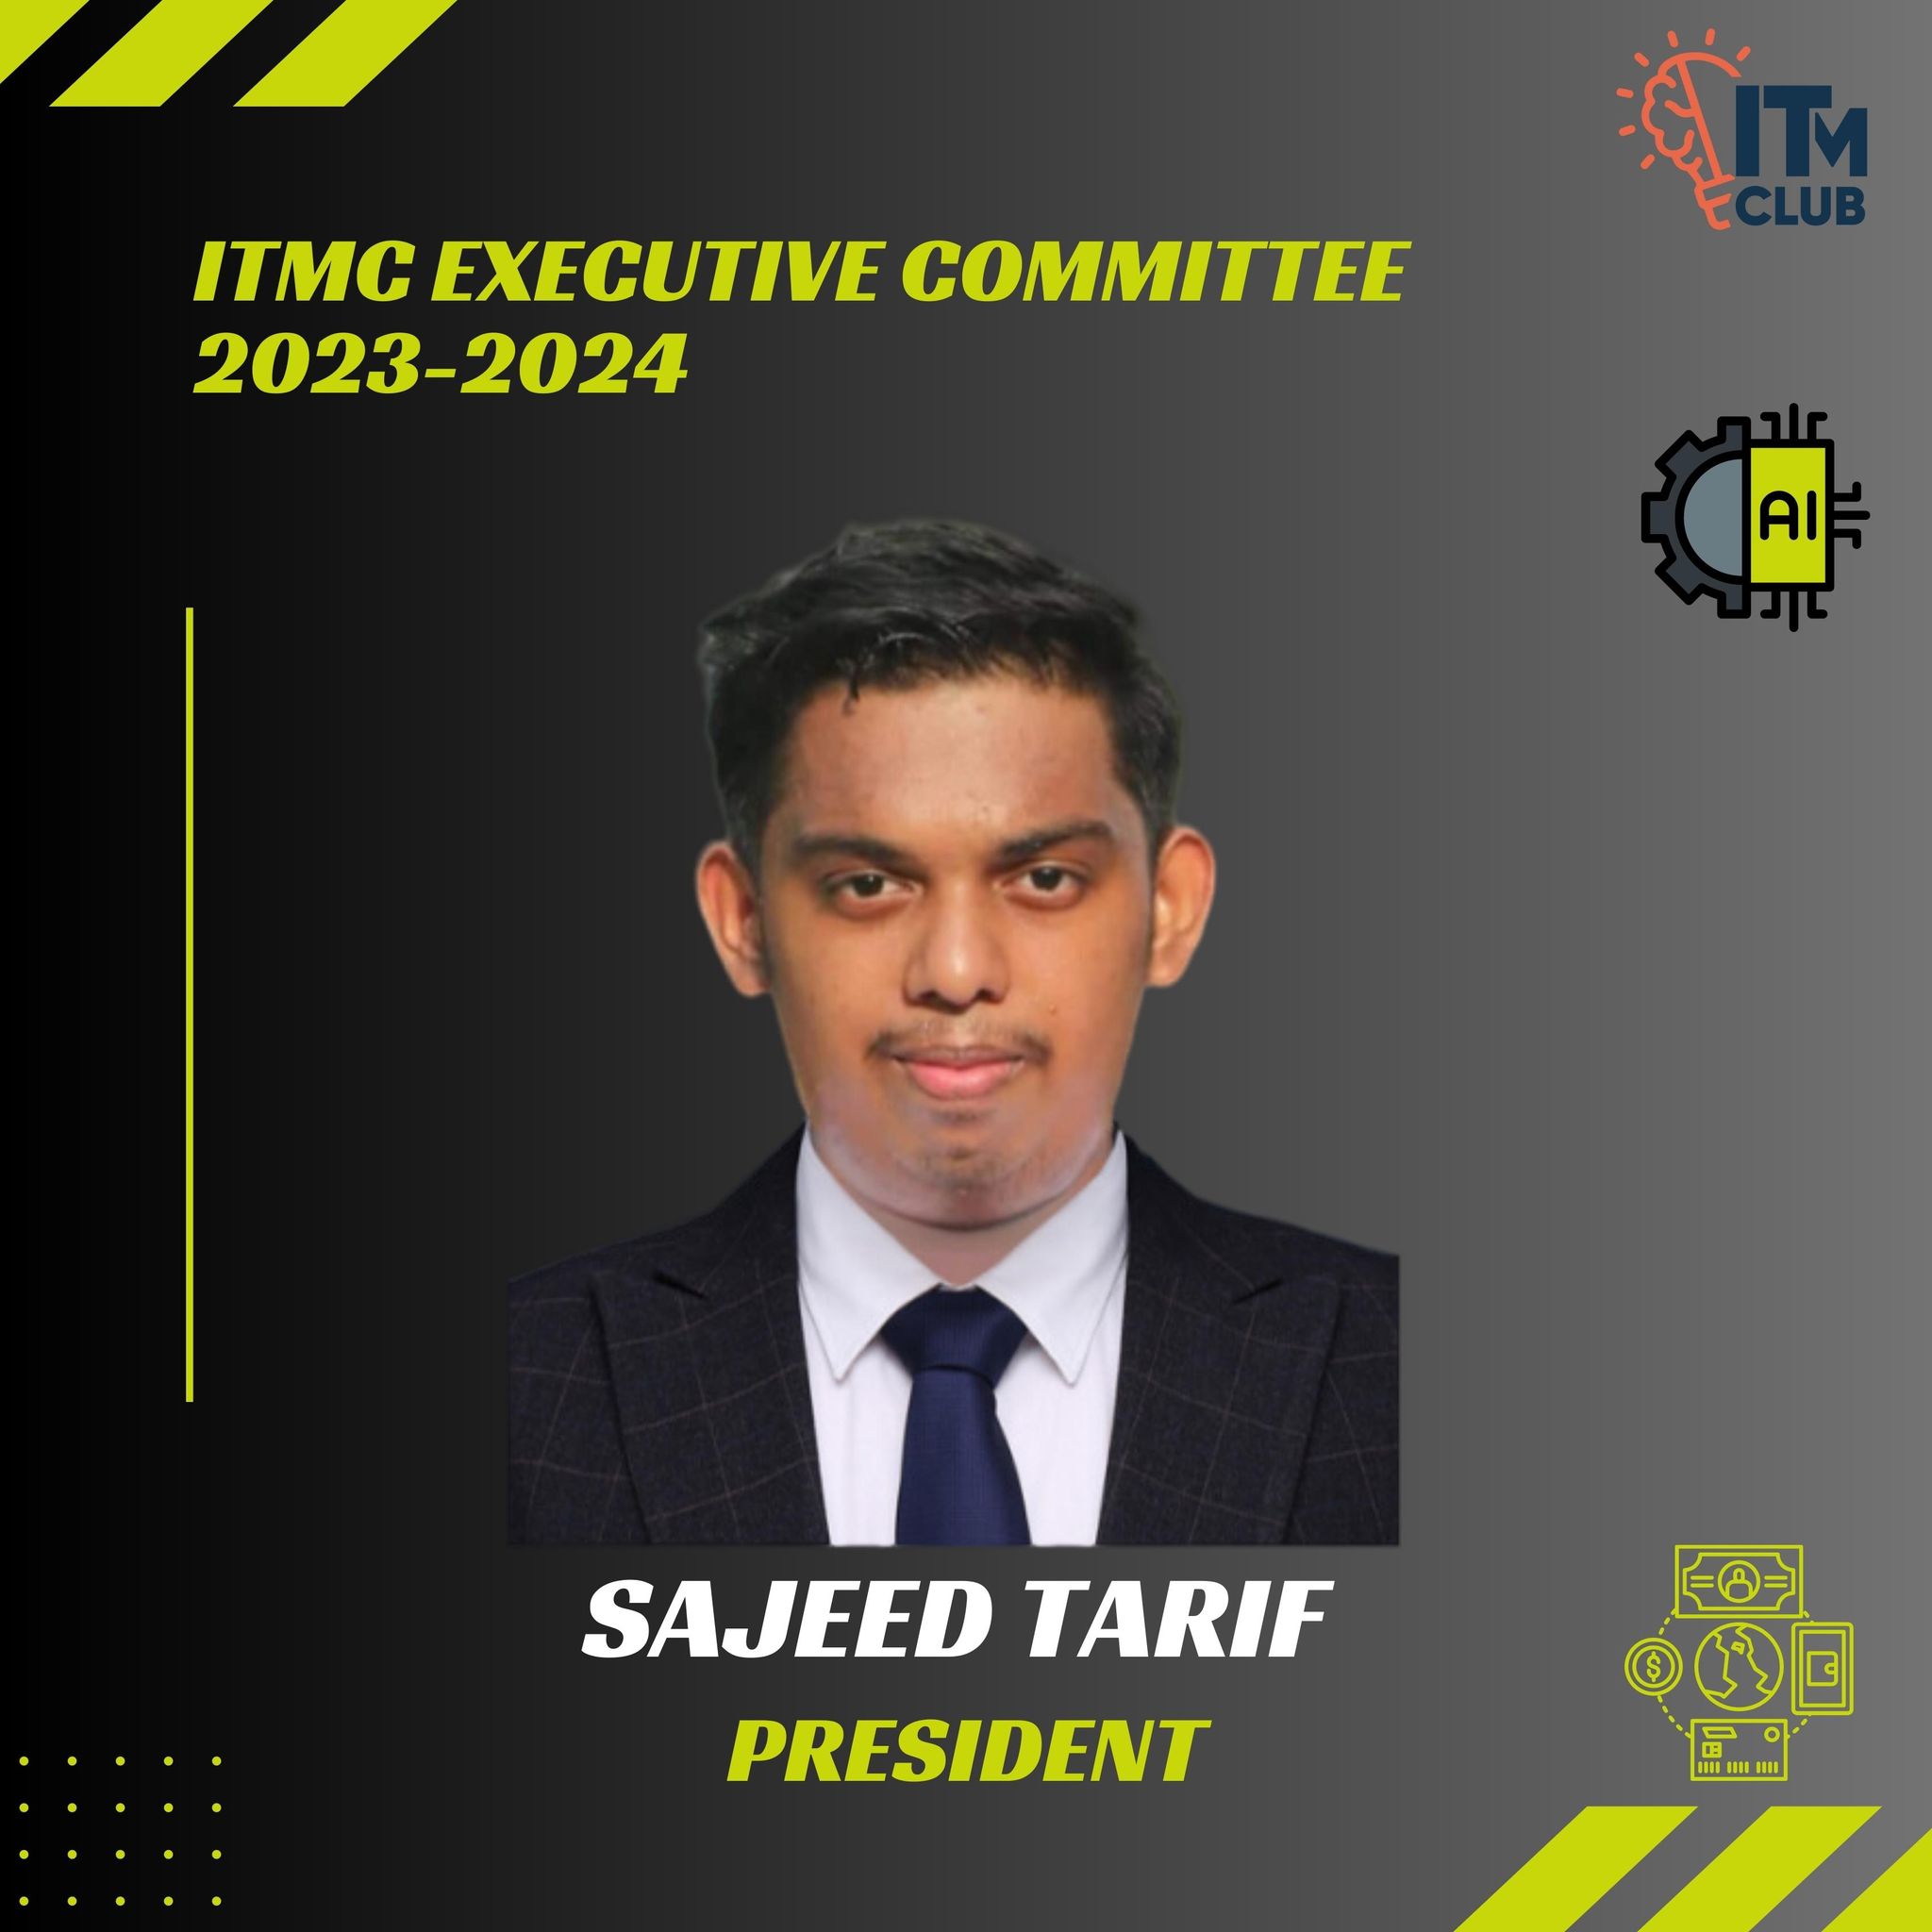 ITM
CLUB
ITMC EXECUTIVE COMMITTEE
2023-2024
AI
SAJEED TARIF
$
PRESIDENT